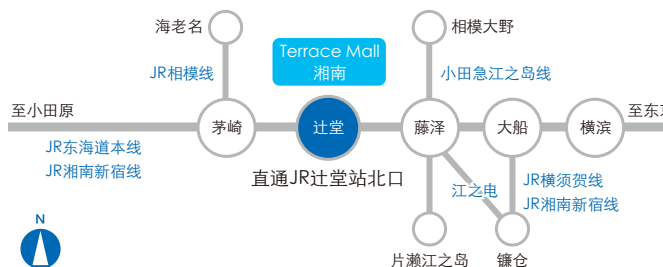 海老名
相模大野
Terrace Mall
湘南
JR相模线
小田急江之岛线
至小田原
至东京
茅崎
辻堂
藤泽
大船
横滨
JR东海道本线
JR湘南新宿线
直通JR辻堂站北口
江之电
JR横须贺线
JR湘南新宿线
N
片濑江之岛
镰仓